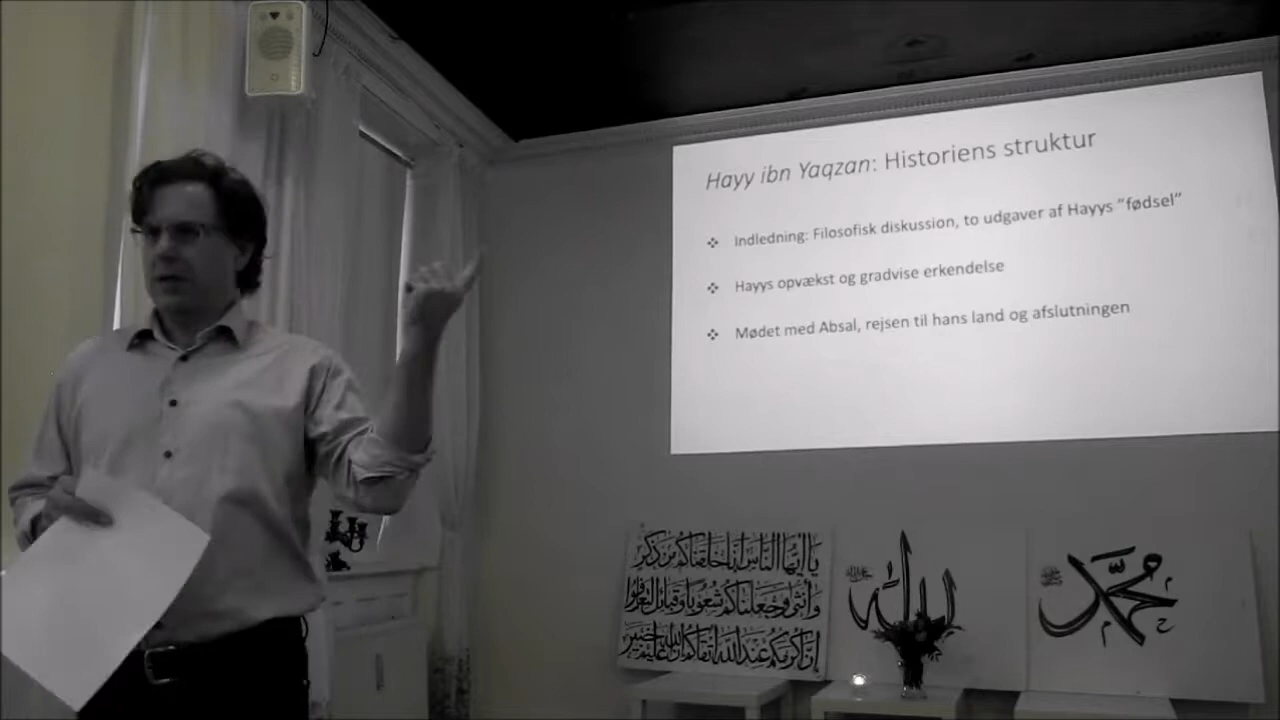 Hayy ibn Yaqzan: Historiens struktur
Indledning: Filosofisk diskussion, to udgaver af Hayys “fødsel”
Hayys opvækst og gradvise erkendelse
Mødet med Absal, rejsen til hans land og afslutningen
يا أيها الناس إنا خلقناكم من ذكر
وأنثى وجعلناكم شعوبا وقبائل لتعارفوا
إن أكرمكم عند الله أتقاكم إن الله عليم خبير
الله
محمد